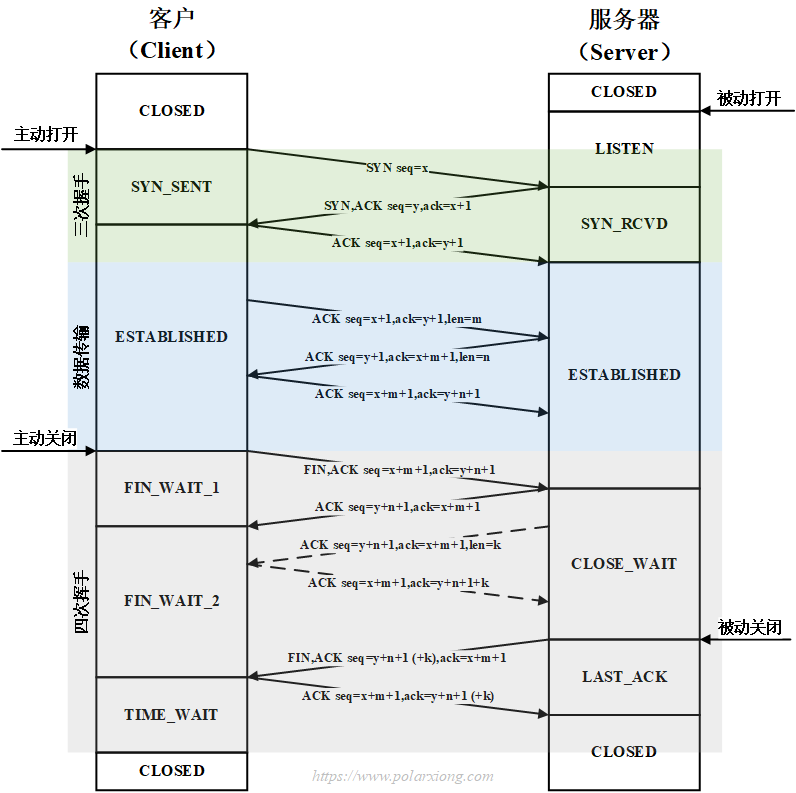 客户
（Client）
服务器
（Server）
CLOSED
CLOSED
被动打开
主动打开
LISTEN
SYN seq=x
三次握手
SYN_SENT
SYN,ACK seq=y,ack=x+1
SYN_RCVD
ACK seq=x+1,ack=y+1
数据传输
ESTABLISHED
ACK seq=x+1,ack=y+1,len=m
ACK seq=y+1,ack=x+m+1,len=n
ESTABLISHED
ACK seq=x+m+1,ack=y+n+1
主动关闭
FIN,ACK seq=x+m+1,ack=y+n+1
FIN_WAIT_1
ACK seq=y+n+1,ack=x+m+1
ACK seq=y+n+1,ack=x+m+1,len=k
CLOSE_WAIT
ACK seq=x+m+1,ack=y+n+1+k
四次挥手
FIN_WAIT_2
被动关闭
FIN,ACK seq=y+n+1 (+k),ack=x+m+1
LAST_ACK
ACK seq=x+m+1,ack=y+n+1 (+k)
TIME_WAIT
CLOSED
CLOSED
https://www.polarxiong.com